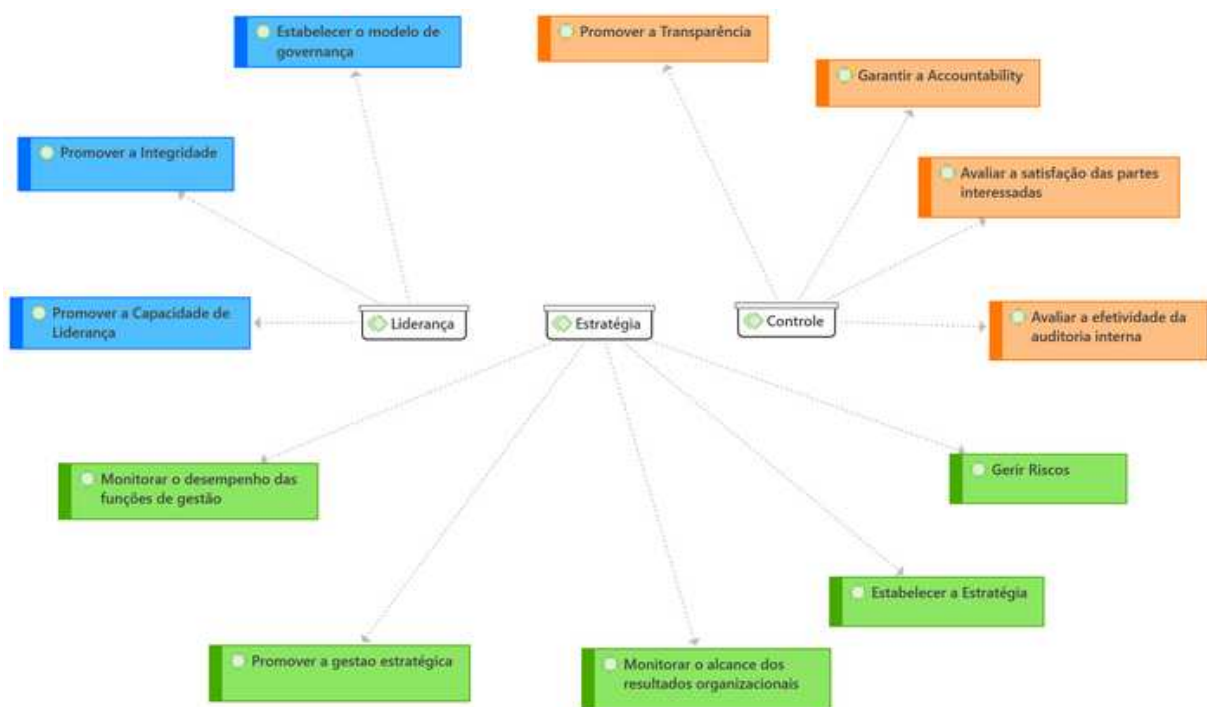 Estabelecer o modelo de
governança
Promover a Transparência
Garantir a Accountability
Promover a Integridade
Avaliar a satisfação das partes
interessadas
Promover a Capacidade de
Liderança
Liderança
Estratégia
Controle
Avaliar a efetividade da
auditoria interna
Monitorar o desempenho das
funções de gestão
Gerir Riscos
Estabelecer a Estratégia
Promover a gestao estratégica
Monitorar o alcance dos
resultados organizacionais